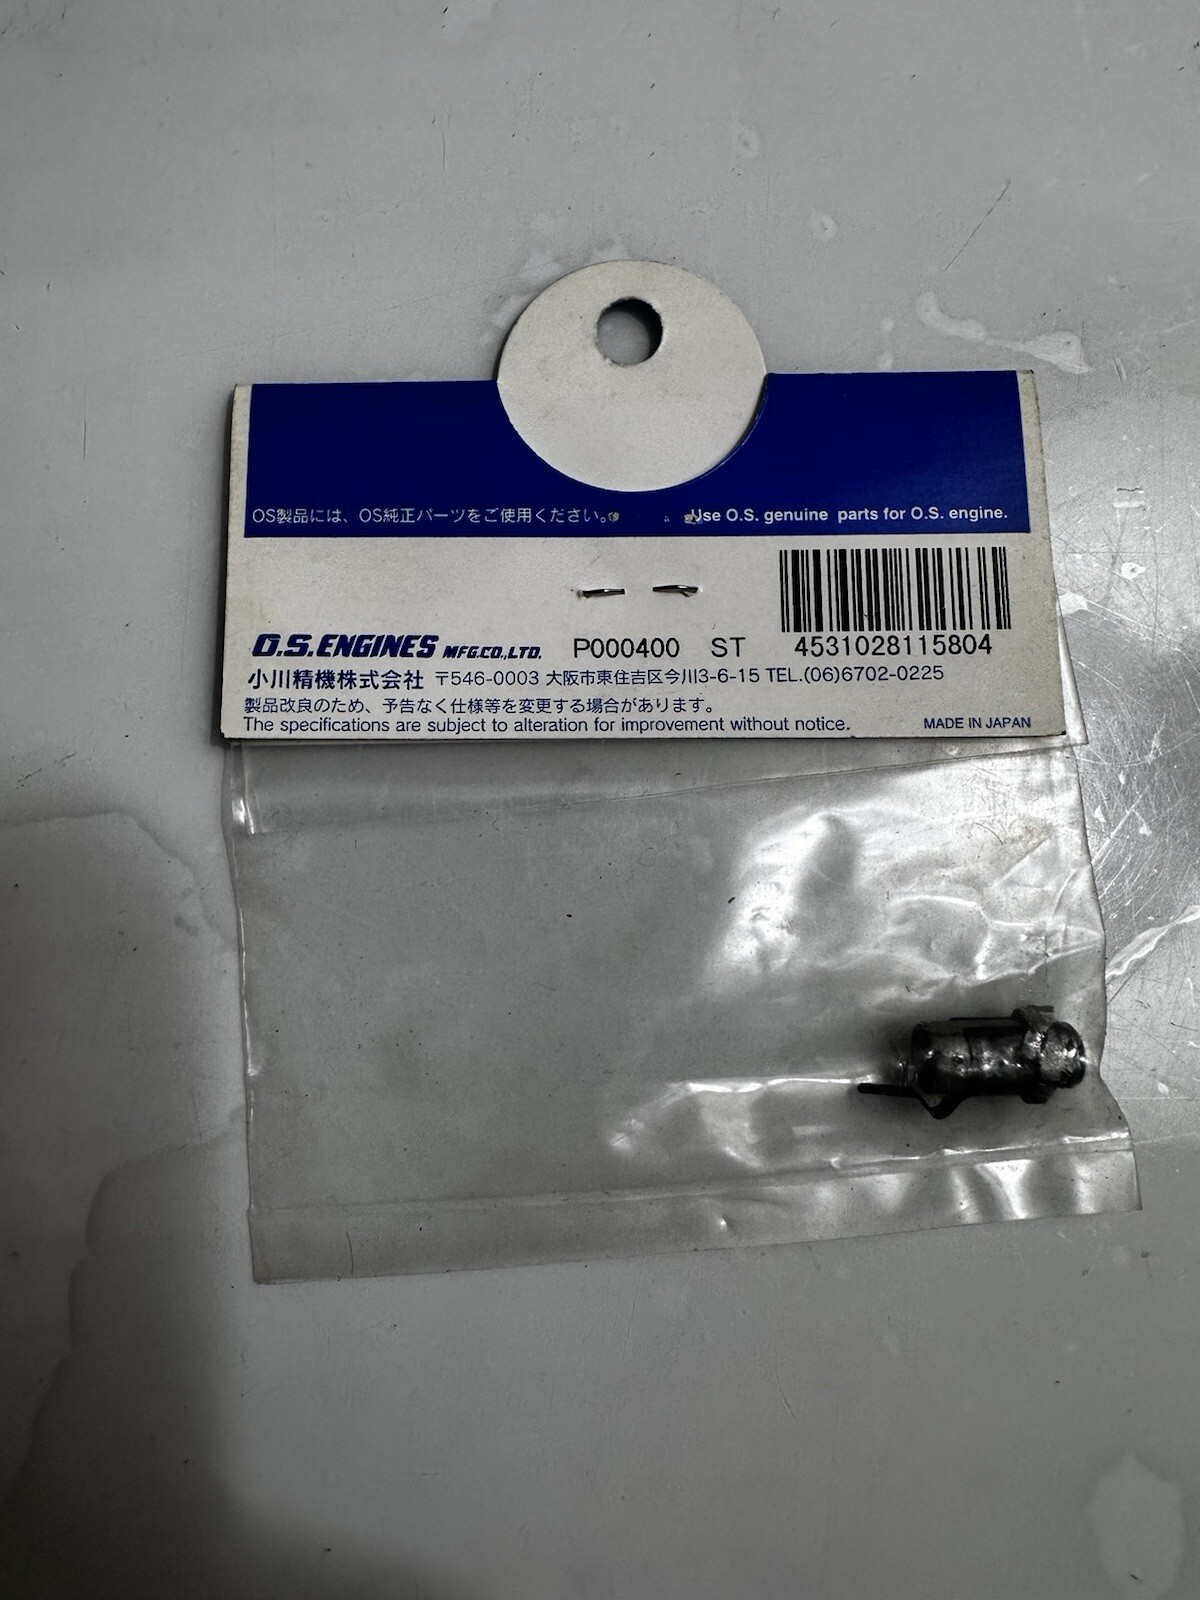 OS製品には、OS純正パーツをご使用ください。 Use O.S. genuine parts for O.S. engine.
O.S.ENGINES MFG.CO.,LTD. P000400 ST 4531028115804
小川精機株式会社 〒546-0003 大阪市東住吉区今川3-6-15 TEL.(06)6702-0225
製品改良のため、予告なく仕様等を変更する場合があります。
The specifications are subject to alteration for improvement without notice. MADE IN JAPAN